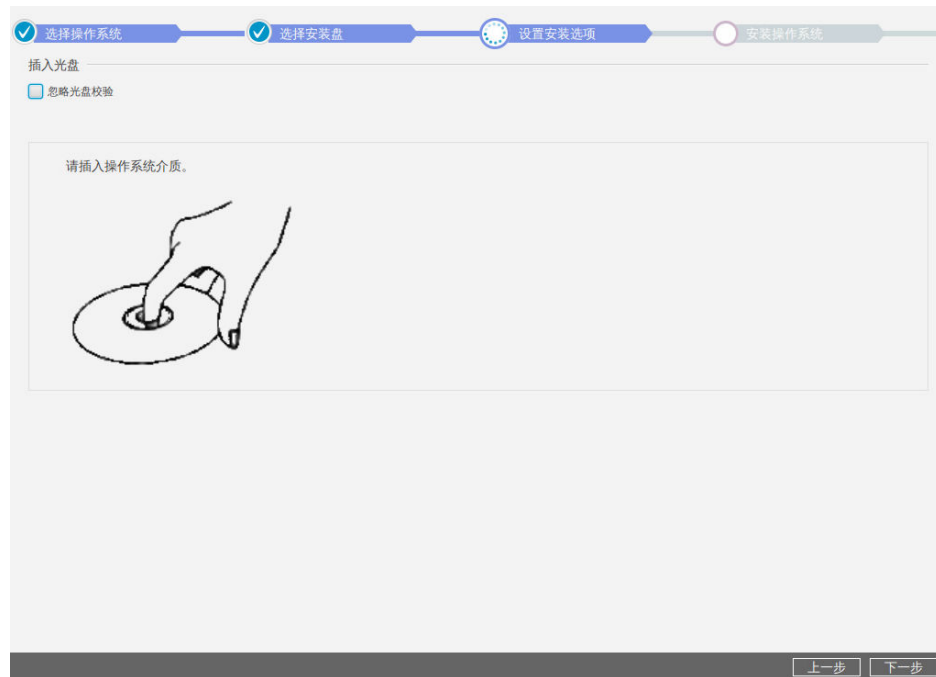 选择操作系统 选择安装盘 设置安装选项 安装操作系统
插入光盘
忽略光盘校验
请插入操作系统介质。
上一步 下一步